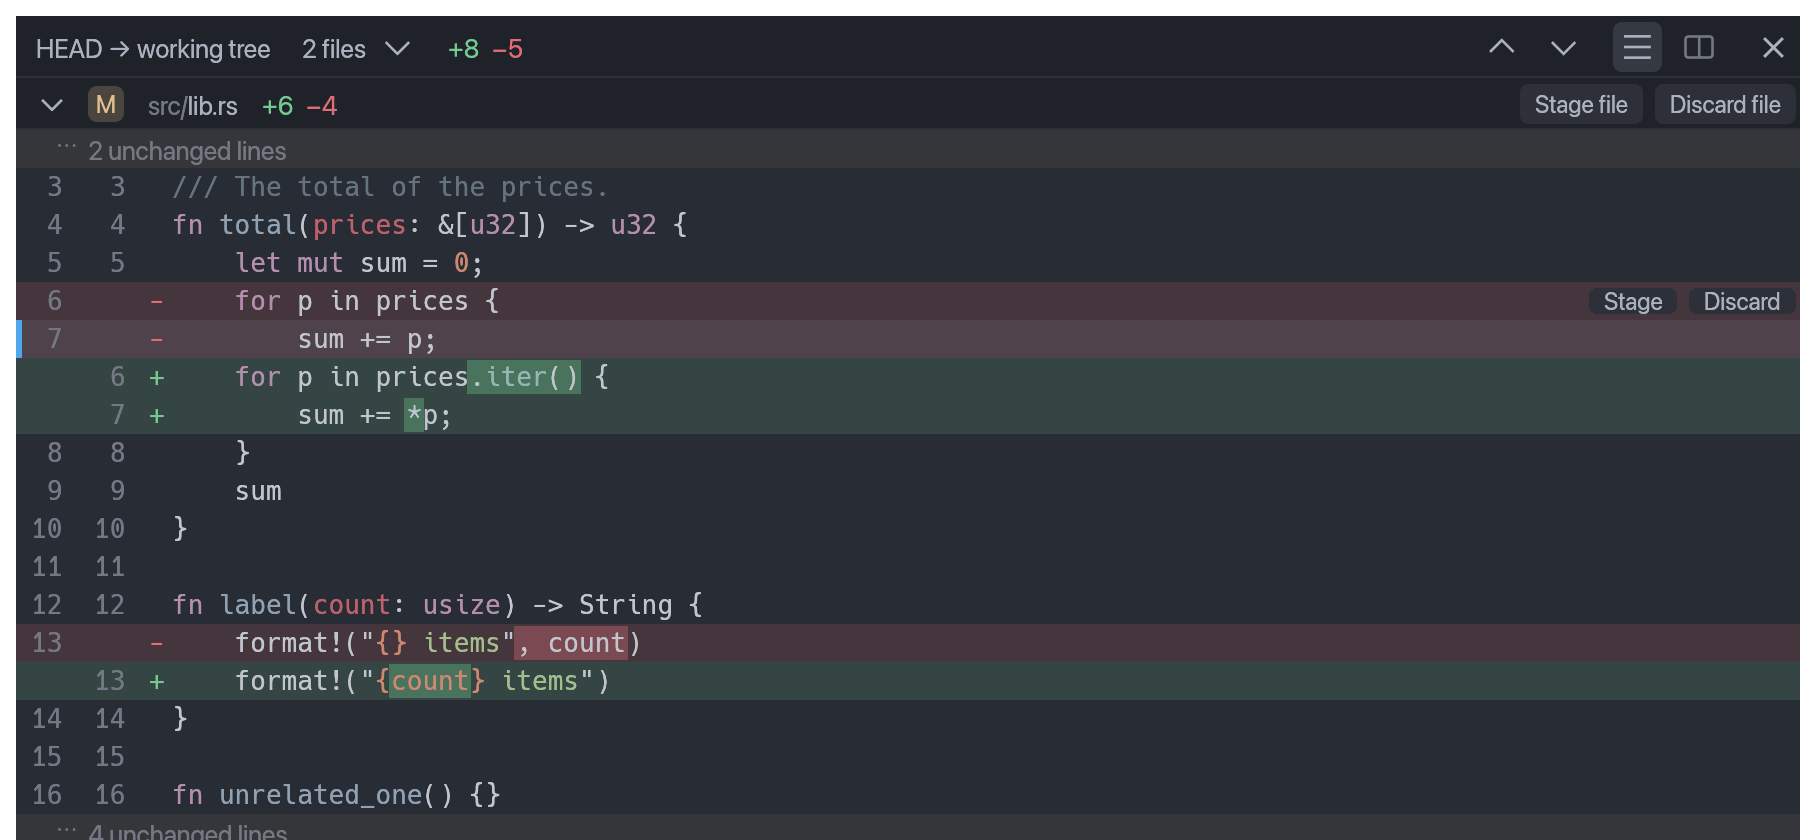 HEAD → working tree 2 files +8 −5
M src/lib.rs +6 −4 Stage file Discard file
··· 2 unchanged lines
3 3 /// The total of the prices.
4 4 fn total(prices: &[u32]) -> u32 {
5 5     let mut sum = 0;
6 -     for p in prices { Stage Discard
7 -         sum += p;
6 +     for p in prices.iter() {
7 +         sum += *p;
8 8     }
9 9     sum
10 10 }
11 11
12 12 fn label(count: usize) -> String {
13 -     format!("{} items", count)
13 +     format!("{count} items")
14 14 }
15 15
16 16 fn unrelated_one() {}
··· 4 unchanged lines